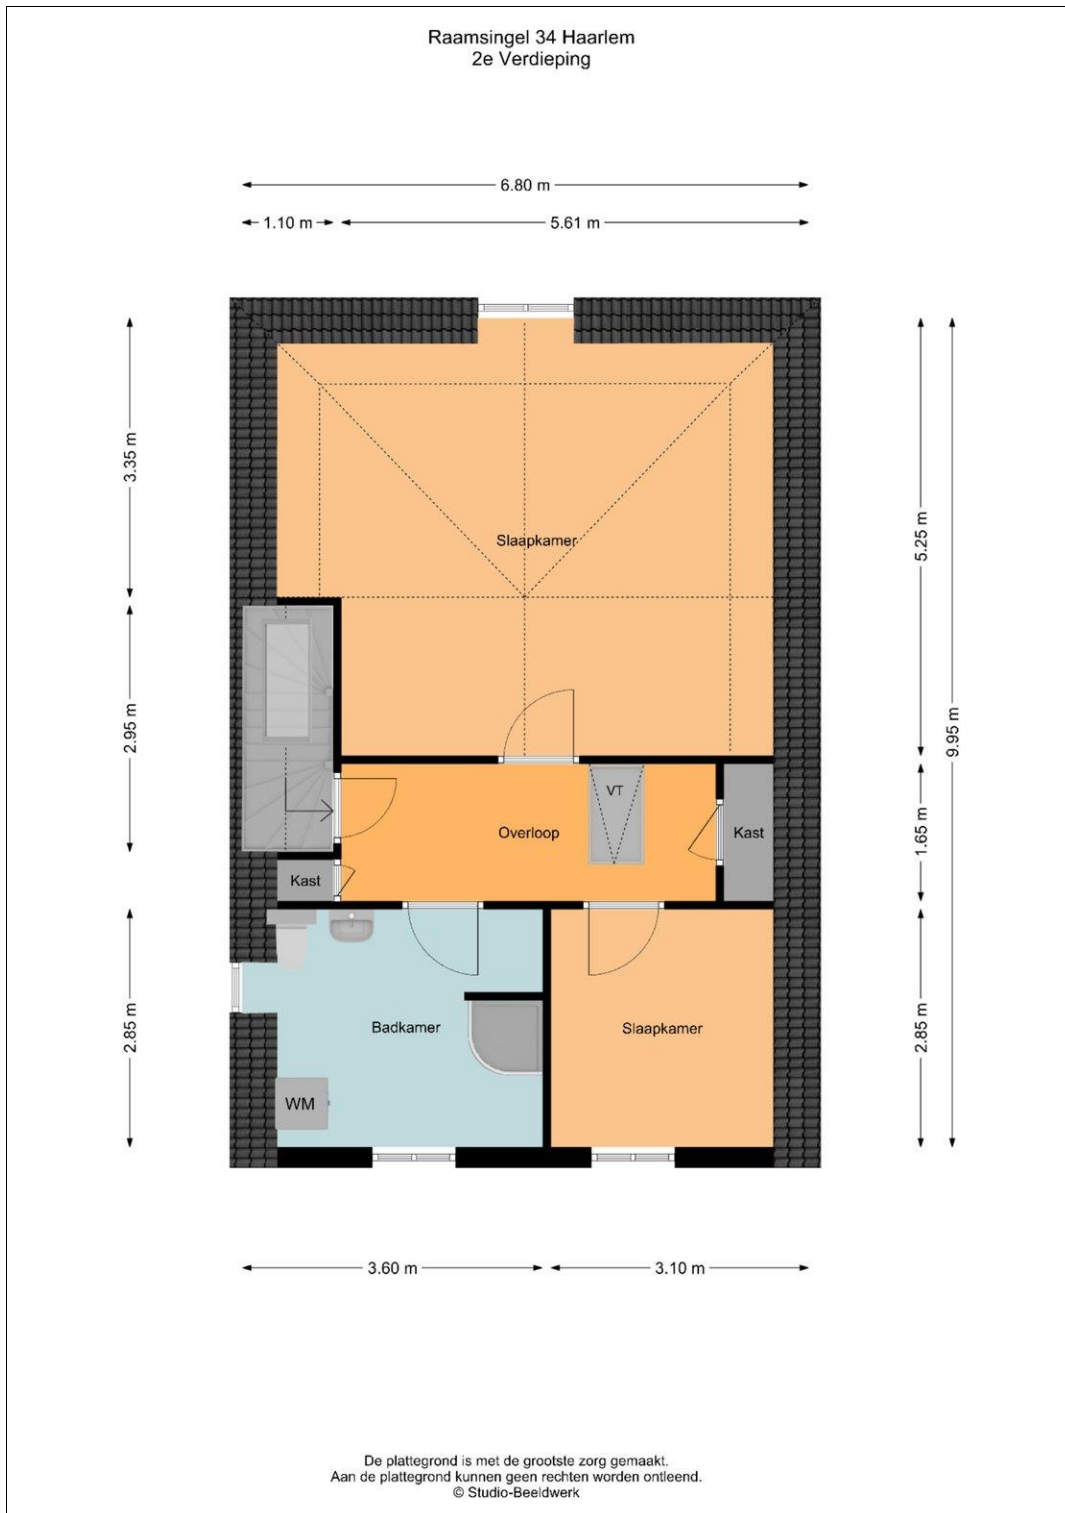 Raamsingel 34 Haarlem
2e Verdieping
6.80 m
1.10 m
5.61 m
3.35 m
5.25 m
Slaapkamer
2.95 m
9.95 m
VT
1.65 m
Overloop
Kast
Kast
2.85 m
Badkamer
Slaapkamer
2.85 m
WM
3.60 m
3.10 m
De plattegrond is met de grootste zorg gemaakt.
Aan de plattegrond kunnen geen rechten worden ontleend.
© Studio-Beeldwerk